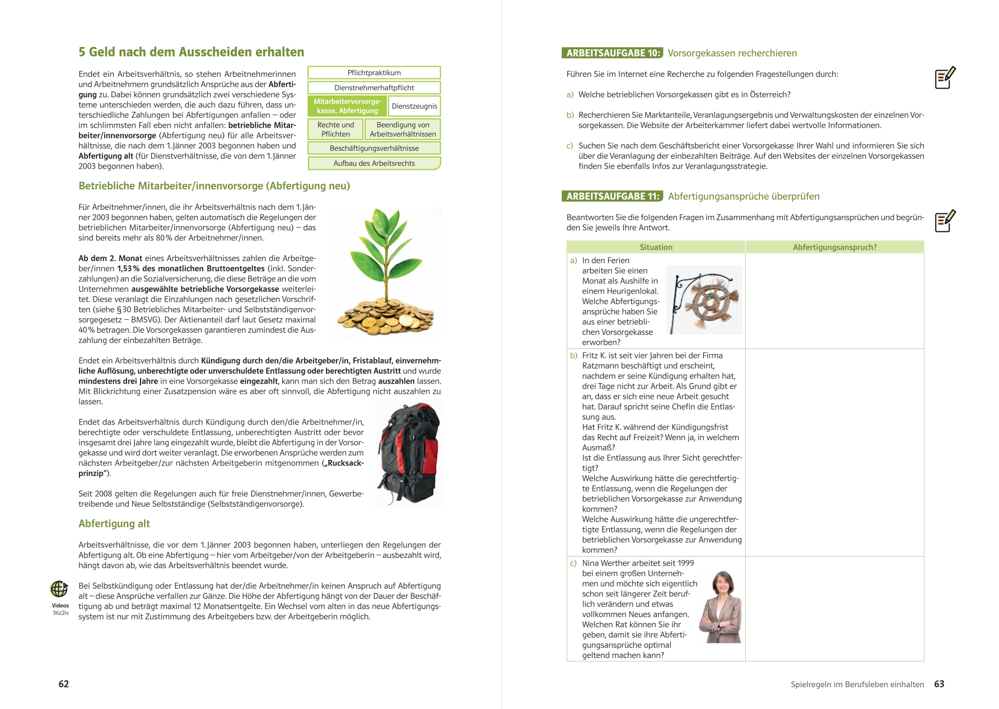 5 Geld nach dem Ausscheiden erhalten
Endet ein Arbeitsverhältnis, so stehen Arbeitnehmerinnen
und Arbeitnehmern grundsätzlich Ansprüche aus der Abferti-
gung zu. Dabei können grundsätzlich zwei verschiedene Sys-
teme unterschieden werden, die auch dazu führen, dass un-
terschiedliche Zahlungen bei Abfertigungen anfallen – oder
im schlimmsten Fall eben nicht anfallen: betriebliche Mitar-
beiter/innenvorsorge (Abfertigung neu) für alle Arbeitsver-
hältnisse, die nach dem 1. Jänner 2003 begonnen haben und
Abfertigung alt (für Dienstverhältnisse, die von dem 1. Jänner
2003 begonnen haben).
Pflichtpraktikum
Dienstnehmerhaftpflicht
Mitarbeitervorsorge-
kasse, Abfertigung
Dienstzeugnis
Rechte und
Pflichten
Beendigung von
Arbeitsverhältnissen
Beschäftigungsverhältnisse
Aufbau des Arbeitsrechts
Betriebliche Mitarbeiter/innenvorsorge (Abfertigung neu)
Für Arbeitnehmer/innen, die ihr Arbeitsverhältnis nach dem 1. Jän-
ner 2003 begonnen haben, gelten automatisch die Regelungen der
betrieblichen Mitarbeiter/innenvorsorge (Abfertigung neu) – das
sind bereits mehr als 80 % der Arbeitnehmer/innen.
Ab dem 2. Monat eines Arbeitsverhältnisses zahlen die Arbeitge-
ber/innen 1,53 % des monatlichen Bruttoentgeltes (inkl. Sonder-
zahlungen) an die Sozialversicherung, die diese Beträge an die vom
Unternehmen ausgewählte betriebliche Vorsorgekasse weiterlei-
tet. Diese veranlagt die Einzahlungen nach gesetzlichen Vorschrif-
ten (siehe § 30 Betriebliches Mitarbeiter- und Selbstständigenvor-
sorgegesetz – BMSVG). Der Aktienanteil darf laut Gesetz maximal
40 % betragen. Die Vorsorgekassen garantieren zumindest die Aus-
zahlung der einbezahlten Beträge.
Endet ein Arbeitsverhältnis durch Kündigung durch den/die Arbeitgeber/in, Fristablauf, einvernehm-
liche Auflösung, unberechtigte oder unverschuldete Entlassung oder berechtigten Austritt und wurde
mindestens drei Jahre in eine Vorsorgekasse eingezahlt, kann man sich den Betrag auszahlen lassen.
Mit Blickrichtung einer Zusatzpension wäre es aber oft sinnvoll, die Abfertigung nicht auszahlen zu
lassen.
Endet das Arbeitsverhältnis durch Kündigung durch den/die Arbeitnehmer/in,
berechtigte oder verschuldete Entlassung, unberechtigten Austritt oder bevor
insgesamt drei Jahre lang eingezahlt wurde, bleibt die Abfertigung in der Vorsor-
gekasse und wird dort weiter veranlagt. Die erworbenen Ansprüche werden zum
nächsten Arbeitgeber/zur nächsten Arbeitgeberin mitgenommen („Rucksack-
prinzip“).
Seit 2008 gelten die Regelungen auch für freie Dienstnehmer/innen, Gewerbe-
treibende und Neue Selbstständige (Selbstständigenvorsorge).
Abfertigung alt
Arbeitsverhältnisse, die vor dem 1. Jänner 2003 begonnen haben, unterliegen den Regelungen der
Abfertigung alt. Ob eine Abfertigung – hier vom Arbeitgeber/von der Arbeitgeberin – ausbezahlt wird,
hängt davon ab, wie das Arbeitsverhältnis beendet wurde.
Bei Selbstkündigung oder Entlassung hat der/die Arbeitnehmer/in keinen Anspruch auf Abfertigung
alt – diese Ansprüche verfallen zur Gänze. Die Höhe der Abfertigung hängt von der Dauer der Beschäf-
tigung ab und beträgt maximal 12 Monatsentgelte. Ein Wechsel vom alten in das neue Abfertigungs-
system ist nur mit Zustimmung des Arbeitgebers bzw. der Arbeitgeberin möglich.
Videos
36z2iv
62
ARBEITSAUFGABE 10: Vorsorgekassen recherchieren
Führen Sie im Internet eine Recherche zu folgenden Fragestellungen durch:
a) Welche betrieblichen Vorsorgekassen gibt es in Österreich?
b) Recherchieren Sie Marktanteile, Veranlagungsergebnis und Verwaltungskosten der einzelnen Vor-
sorgekassen. Die Website der Arbeiterkammer liefert dabei wertvolle Informationen.
c) Suchen Sie nach dem Geschäftsbericht einer Vorsorgekasse Ihrer Wahl und informieren Sie sich
über die Veranlagung der einbezahlten Beiträge. Auf den Websites der einzelnen Vorsorgekassen
finden Sie ebenfalls Infos zur Veranlagungsstrategie.
ARBEITSAUFGABE 11: Abfertigungsansprüche überprüfen
Beantworten Sie die folgenden Fragen im Zusammenhang mit Abfertigungsansprüchen und begrün-
den Sie jeweils Ihre Antwort.
Situation
Abfertigungsanspruch?
a) In den Ferien
arbeiten Sie einen
Monat als Aushilfe in
einem Heurigenlokal.
Welche Abfertigungs-
ansprüche haben Sie
aus einer betriebli-
chen Vorsorgekasse
erworben?
b) Fritz K. ist seit vier Jahren bei der Firma
Ratzmann beschäftigt und erscheint,
nachdem er seine Kündigung erhalten hat,
drei Tage nicht zur Arbeit. Als Grund gibt er
an, dass er sich eine neue Arbeit gesucht
hat. Darauf spricht seine Chefin die Entlas-
sung aus.
Hat Fritz K. während der Kündigungsfrist
das Recht auf Freizeit? Wenn ja, in welchem
Ausmaß?
Ist die Entlassung aus Ihrer Sicht gerechtfer-
tigt?
Welche Auswirkung hätte die gerechtfertig-
te Entlassung, wenn die Regelungen der
betrieblichen Vorsorgekasse zur Anwendung
kommen?
Welche Auswirkung hätte die ungerechtfer-
tigte Entlassung, wenn die Regelungen der
betrieblichen Vorsorgekasse zur Anwendung
kommen?
c) Nina Werther arbeitet seit 1999
bei einem großen Unterneh-
men und möchte sich eigentlich
schon seit längerer Zeit beruf-
lich verändern und etwas
vollkommen Neues anfangen.
Welchen Rat können Sie ihr
geben, damit sie ihre Abferti-
gungsansprüche optimal
geltend machen kann?
Spielregeln im Berufsleben einhalten 63